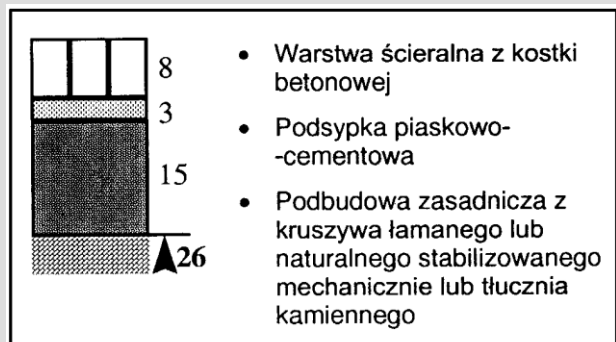 8
3
15
26
• Warstwa ścieralna z kostki
betonowej
• Podsypka piaskowo-
-cementowa
• Podbudowa zasadnicza z
kruszywa łamanego lub
naturalnego stabilizowanego
mechanicznie lub tłucznia
kamiennego